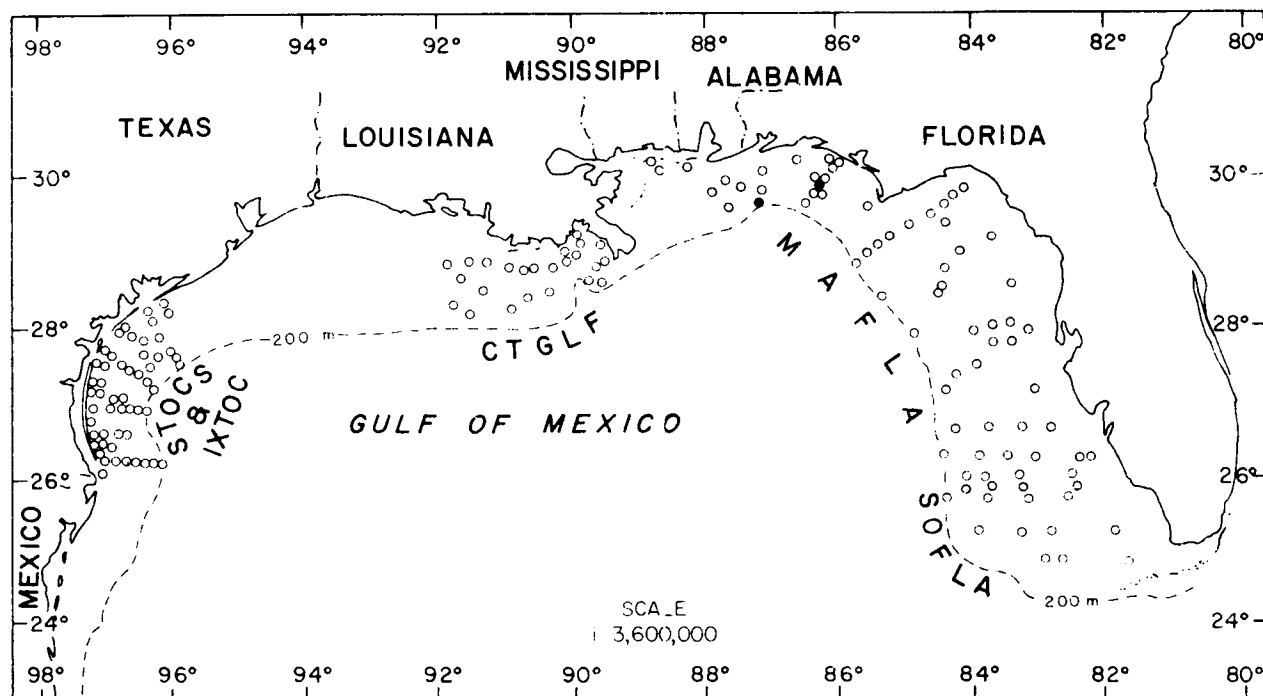 98° 96° 94° 92° 90° 88° 86° 84° 82° 80°
MISSISSIPPI ALABAMA
TEXAS LOUISIANA FLORIDA
30° 30°
28° 28°
200 m
CTGLF
MAFLA
STOCS
&
IXTOC
GULF OF MEXICO
26° 26°
SOFLA
MEXICO
200 m
SCALE
1 3,600,000
24° 24°
98° 96° 94° 92° 90° 88° 86° 84° 82° 80°